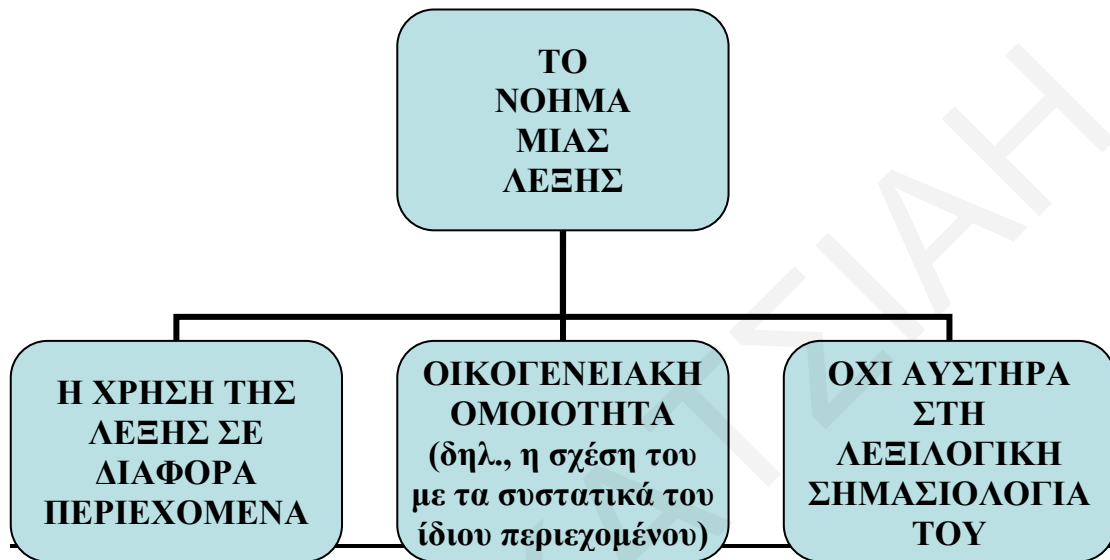 ΤΟ
ΝΟΗΜΑ
ΜΙΑΣ
ΛΕΞΗΣ
Η ΧΡΗΣΗ ΤΗΣ
ΛΕΞΗΣ ΣΕ
ΔΙΑΦΟΡΑ
ΠΕΡΙΕΧΟΜΕΝΑ
ΟΙΚΟΓΕΝΕΙΑΚΗ
ΟΜΟΙΟΤΗΤΑ
(δηλ., η σχέση του
με τα συστατικά του
ίδιου περιεχομένου)
ΟΧΙ ΑΥΣΤΗΡΑ
ΣΤΗ
ΛΕΞΙΛΟΓΙΚΗ
ΣΗΜΑΣΙΟΛΟΓΙΑ
ΤΟΥ